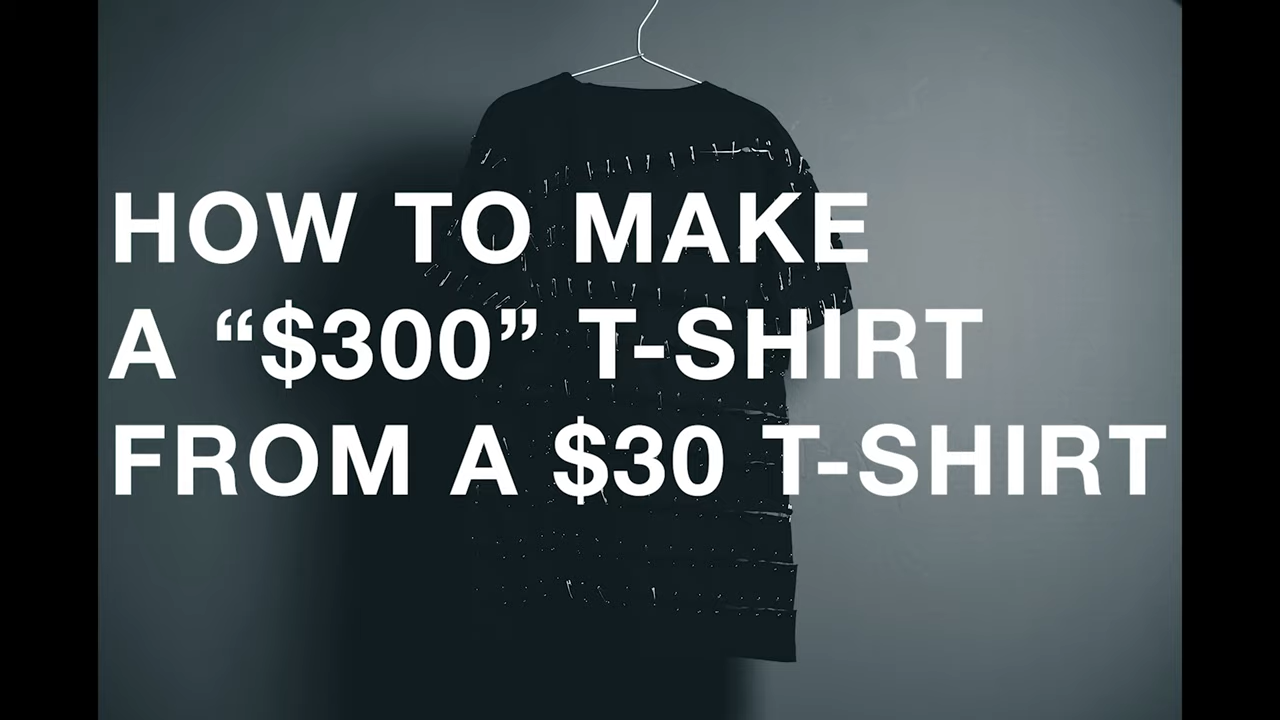 HOW TO MAKE
A “$300” T-SHIRT
FROM A $30 T-SHIRT